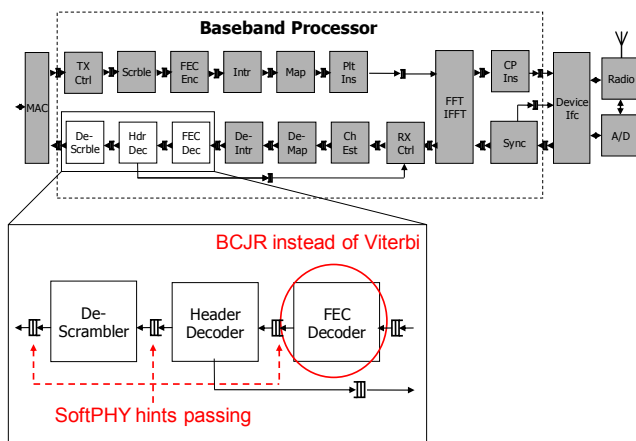 Baseband Processor
MAC
TX
Ctrl
Scrble
FEC
Enc
Intr
Map
Plt
Ins
FFT
IFFT
CP
Ins
Device
Ifc
Radio
De-
Scrble
Hdr
Dec
FEC
Dec
De-
Intr
De-
Map
Ch
Est
RX
Ctrl
Sync
A/D
BCJR instead of Viterbi
De-
Scrambler
Header
Decoder
FEC
Decoder
SoftPHY hints passing